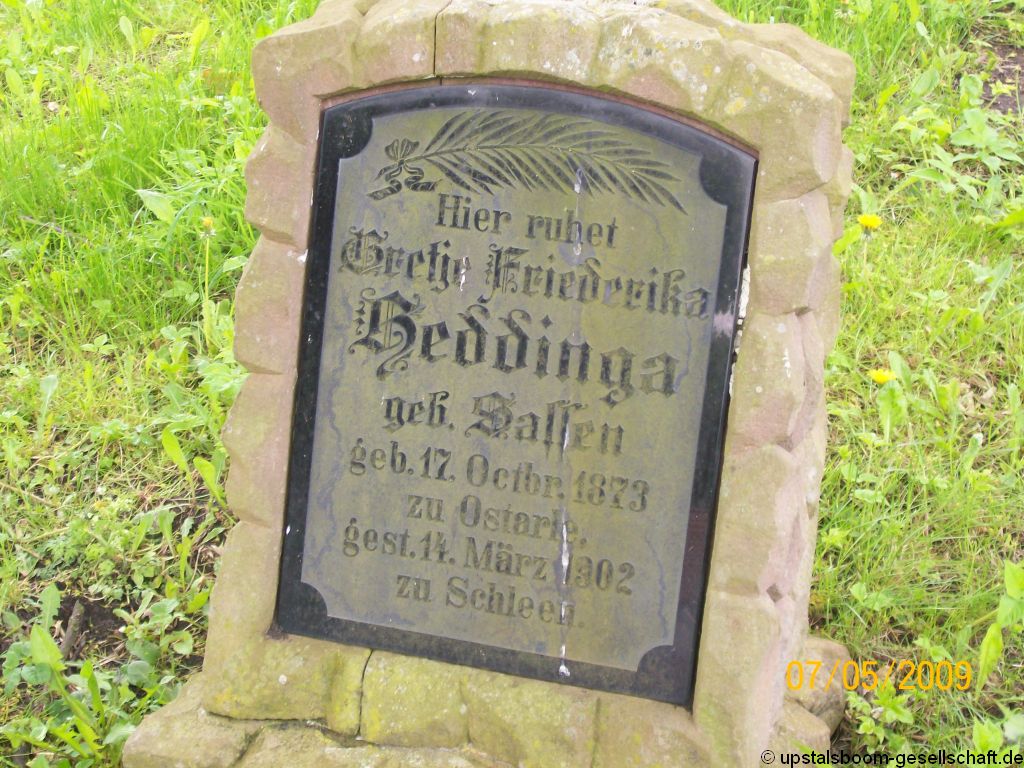 Hier ruhet
Gretje Friederika
Heddinga
geb. Sassen
geb. 17. Octbr. 1873
zu Ostarle.
gest. 14. März 1902
zu Schleen.
07/05/2009
© upstalsboom-gesellschaft.de